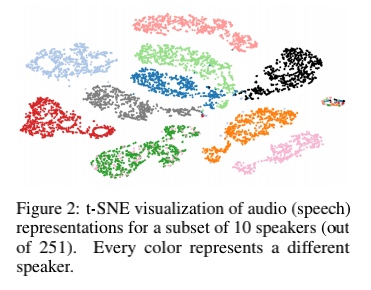 Figure 2: t-SNE visualization of audio (speech)
representations for a subset of 10 speakers (out
of 251). Every color represents a different
speaker.